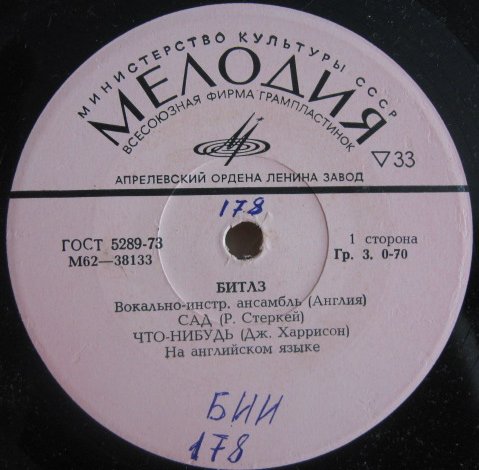 МИНИСТЕРСТВО КУЛЬТУРЫ СССР
МЕЛОДИЯ
ВСЕСОЮЗНАЯ ФИРМА ГРАМПЛАСТИНОК
▽33
АПРЕЛЕВСКИЙ ОРДЕНА ЛЕНИНА ЗАВОД
178
ГОСТ 5289-73
М62—38133
1 сторона
Гр. 3. 0-70
БИТЛЗ
Вокально-инстр. ансамбль (Англия)
САД (Р. Стеркей)
ЧТО-НИБУДЬ (Дж. Харрисон)
На английском языке
БИИ
178